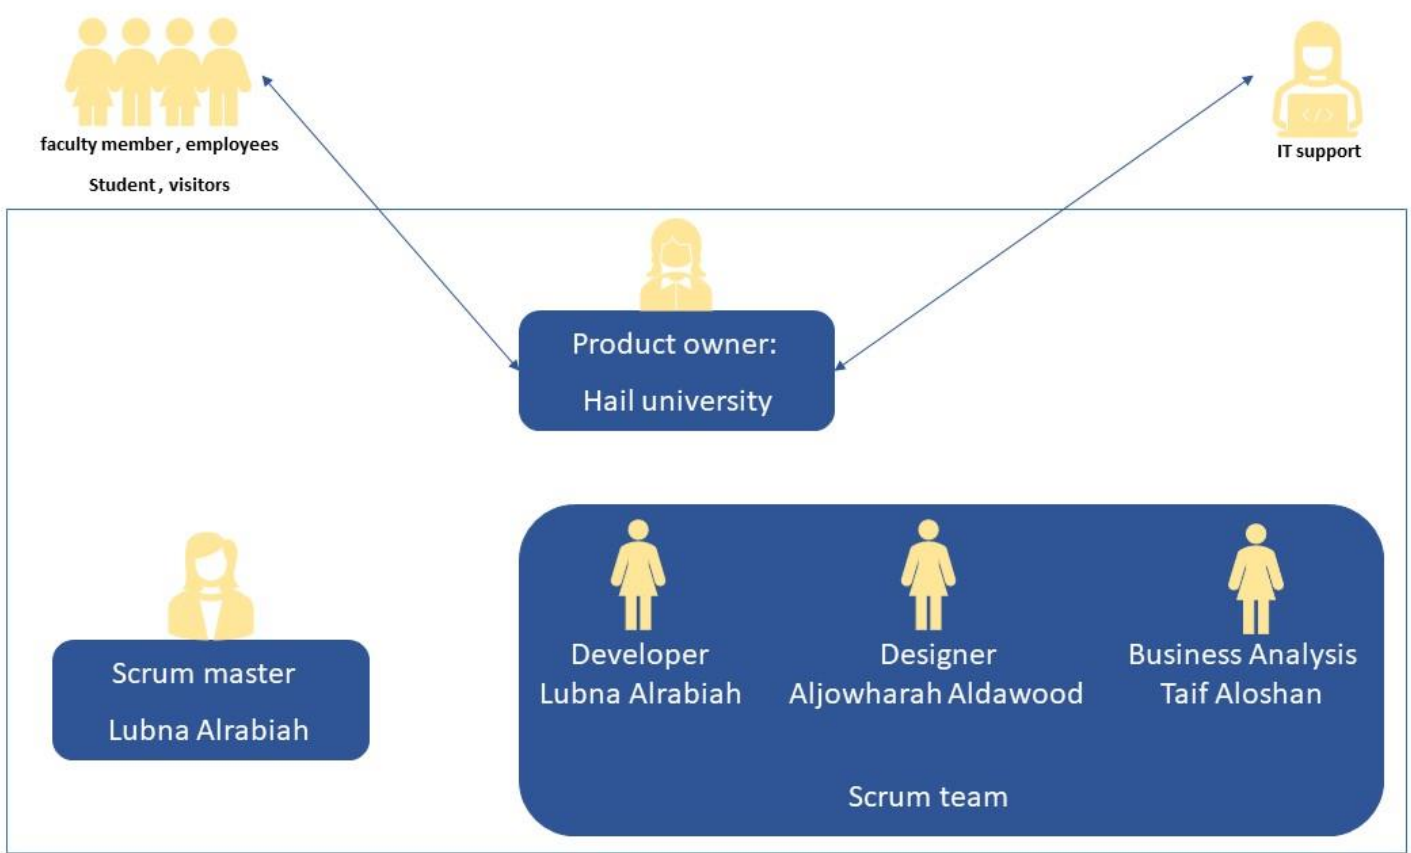 faculty member , employees
Student , visitors
IT support
Product owner:
Hail university
Scrum master
Lubna Alrabiah
Developer
Lubna Alrabiah
Designer
Aljowharah Aldawood
Business Analysis
Taif Aloshan
Scrum team